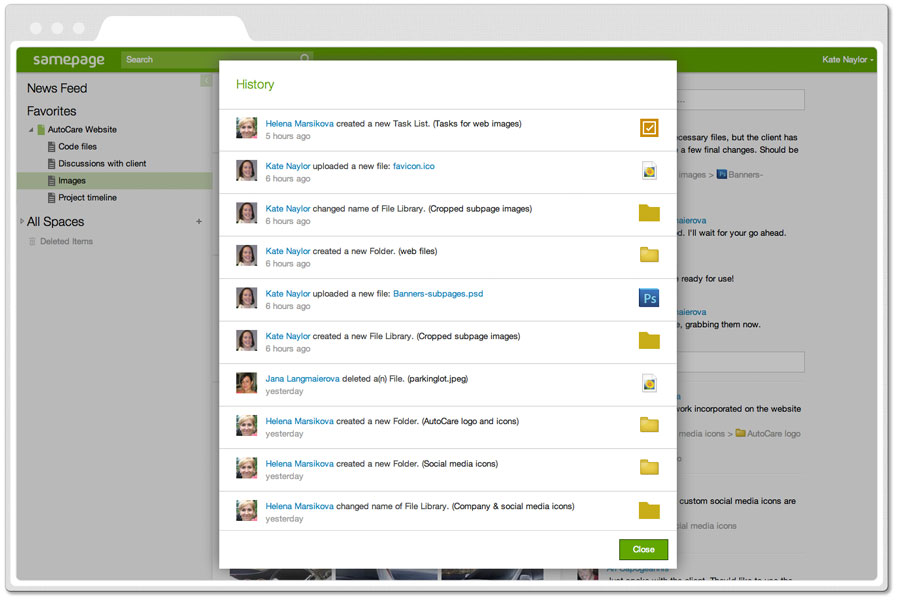 samepage
Search
Kate Naylor
News Feed
Favorites
AutoCare Website
Code files
Discussions with client
Images
Project timeline
All Spaces +
Deleted Items
History
Helena Marsikova created a new Task List. (Tasks for web images)
5 hours ago
Kate Naylor uploaded a new file: favicon.ico
6 hours ago
Kate Naylor changed name of File Library. (Cropped subpage images)
6 hours ago
Kate Naylor created a new Folder. (web files)
6 hours ago
Kate Naylor uploaded a new file: Banners-subpages.psd
6 hours ago
Ps
Kate Naylor created a new File Library. (Cropped subpage images)
6 hours ago
Jana Langmaierova deleted a(n) File. (parkinglot.jpeg)
yesterday
Helena Marsikova created a new Folder. (AutoCare logo and icons)
yesterday
Helena Marsikova created a new Folder. (Social media icons)
yesterday
Helena Marsikova changed name of File Library. (Company & social media icons)
yesterday
Close
files, but the client has
a few final changes. Should be
> Ps Banners-
I'll wait for your go ahead.
ready for use!
grabbing them now.
incorporated on the website
media icons > AutoCare logo
custom social media icons are
media icons